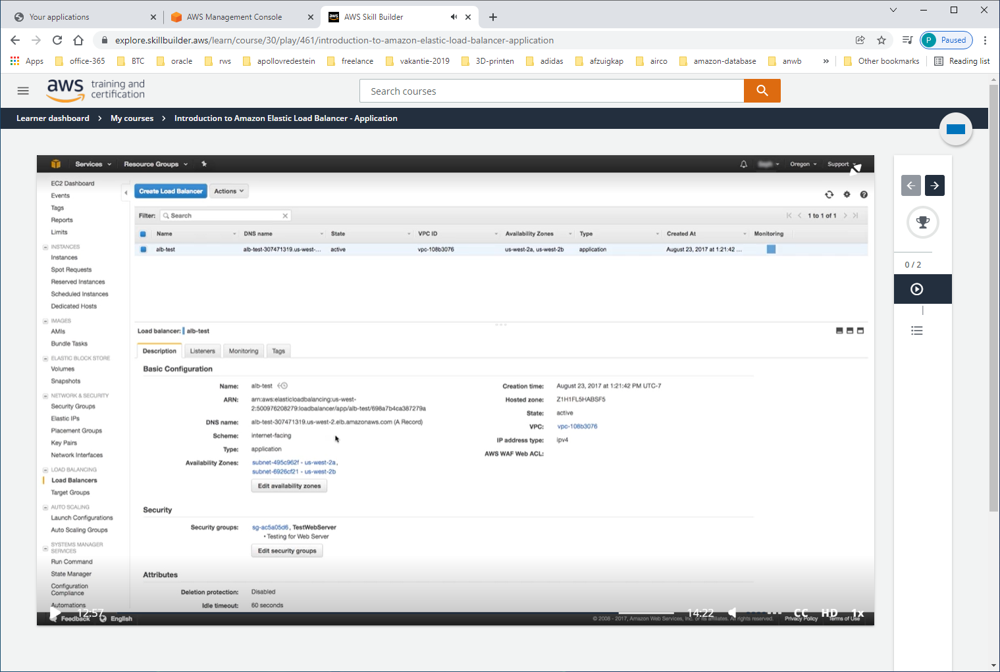 Your applications
AWS Management Console
AWS Skill Builder
explore.skillbuilder.aws/learn/course/30/play/461/introduction-to-amazon-elastic-load-balancer-application
P Paused
Apps office-365 BTC oracle rws apollovredestein freelance vakantie-2019 3D-printen adidas afzuigkap airco amazon-database anwb » Other bookmarks Reading list
aws training and certification
Search courses
Learner dashboard > My courses > Introduction to Amazon Elastic Load Balancer - Application
Services Resource Groups Oregon Support
EC2 Dashboard
Events
Tags
Reports
Limits
INSTANCES
Instances
Spot Requests
Reserved Instances
Scheduled Instances
Dedicated Hosts
IMAGES
AMIs
Bundle Tasks
ELASTIC BLOCK STORE
Volumes
Snapshots
NETWORK & SECURITY
Security Groups
Elastic IPs
Placement Groups
Key Pairs
Network Interfaces
LOAD BALANCING
Load Balancers
Target Groups
AUTO SCALING
Launch Configurations
Auto Scaling Groups
SYSTEMS MANAGER
SERVICES
Run Command
State Manager
Configuration
Compliance
Automations
Create Load Balancer Actions
Filter: Search 1 to 1 of 1
Name DNS name State VPC ID Availability Zones Type Created At Monitoring
alb-test alb-test-307471319.us-west-... active vpc-108b3076 us-west-2a, us-west-2b application August 23, 2017 at 1:21:42 ...
Load balancer: alb-test
Description Listeners Monitoring Tags
Basic Configuration
Name: alb-test
ARN: arn:aws:elasticloadbalancing:us-west-
2:500976208279:loadbalancer/app/alb-test/698a7b4ca387279a
DNS name: alb-test-307471319.us-west-2.elb.amazonaws.com (A Record)
Scheme: internet-facing
Type: application
Availability Zones: subnet-495c962f - us-west-2a,
subnet-6926cf21 - us-west-2b
Edit availability zones
Creation time: August 23, 2017 at 1:21:42 PM UTC-7
Hosted zone: Z1H1FL5HABSF5
State: active
VPC: vpc-108b3076
IP address type: ipv4
AWS WAF Web ACL:
Security
Security groups: sg-ac5a05d6, TestWebServer
• Testing for Web Server
Edit security groups
Attributes
Deletion protection: Disabled
Idle timeout: 60 seconds
12:57 14:22 CC HD 1x
Feedback English © 2008 - 2017, Amazon Web Services, Inc. or its affiliates. All rights reserved. Privacy Policy Terms of Use
0 / 2